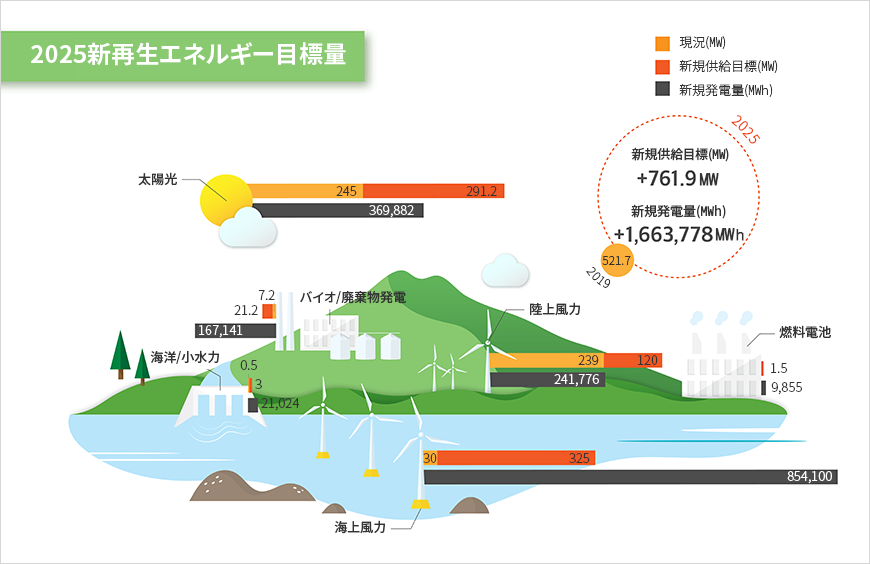 2025新再生エネルギー目標量
現況(㎿)
新規供給目標(㎿)
新規発電量(㎿h)
2025
新規供給目標(㎿)
+761.9 ㎿
新規発電量(㎿h)
+1,663,778㎿h
521.7
2019
太陽光
245
291.2
369,882
バイオ/廃棄物発電
7.2
21.2
167,141
陸上風力
239
120
241,776
燃料電池
1.5
9,855
海洋/小水力
0.5
3
21,024
30
325
854,100
海上風力